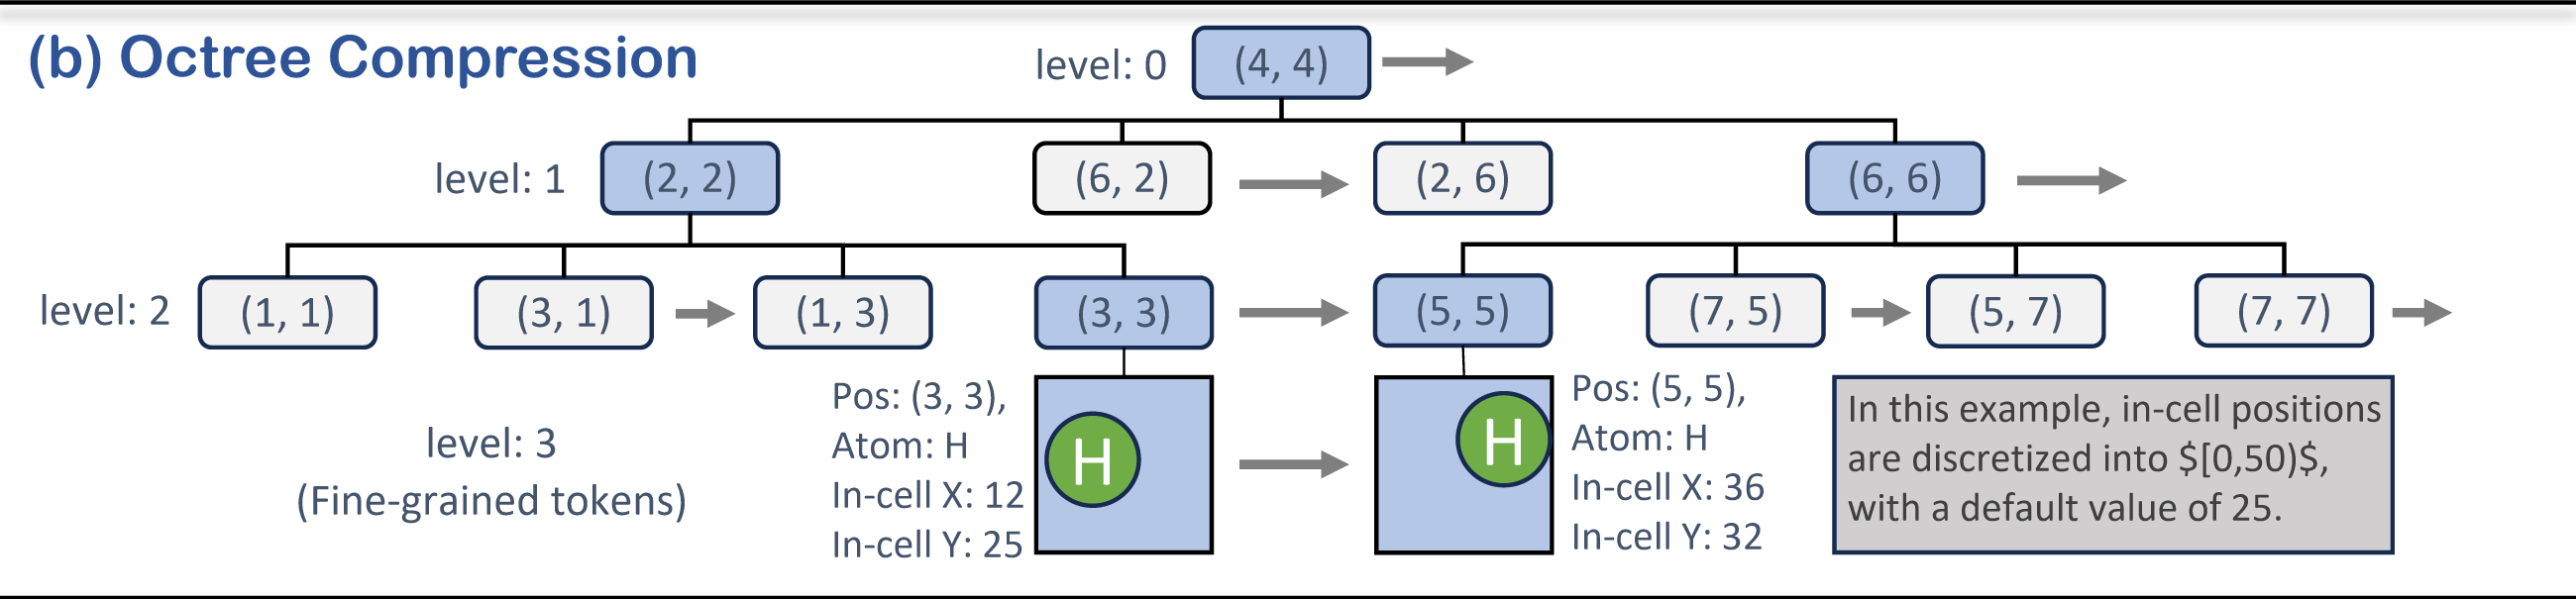 (b) Octree Compression
level: 0
(4, 4)
level: 1
(2, 2)
(6, 2)
(2, 6)
(6, 6)
level: 2
(1, 1)
(3, 1)
(1, 3)
(3, 3)
(5, 5)
(7, 5)
(5, 7)
(7, 7)
level: 3
(Fine-grained tokens)
Pos: (3, 3),
Atom: H
In-cell X: 12
In-cell Y: 25
H
H
Pos: (5, 5),
Atom: H
In-cell X: 36
In-cell Y: 32
In this example, in-cell positions
are discretized into $[0,50)$,
with a default value of 25.